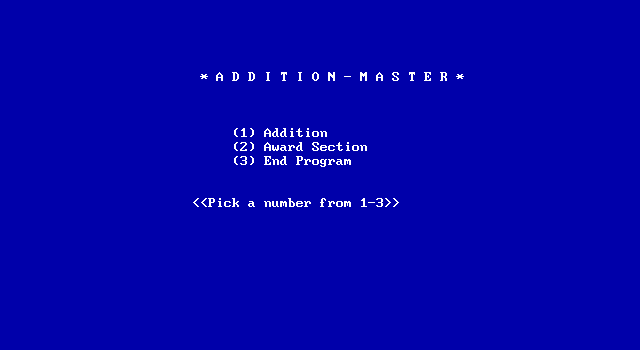 * A D D I T I O N - M A S T E R *
(1) Addition
(2) Award Section
(3) End Program
<<Pick a number from 1-3>>